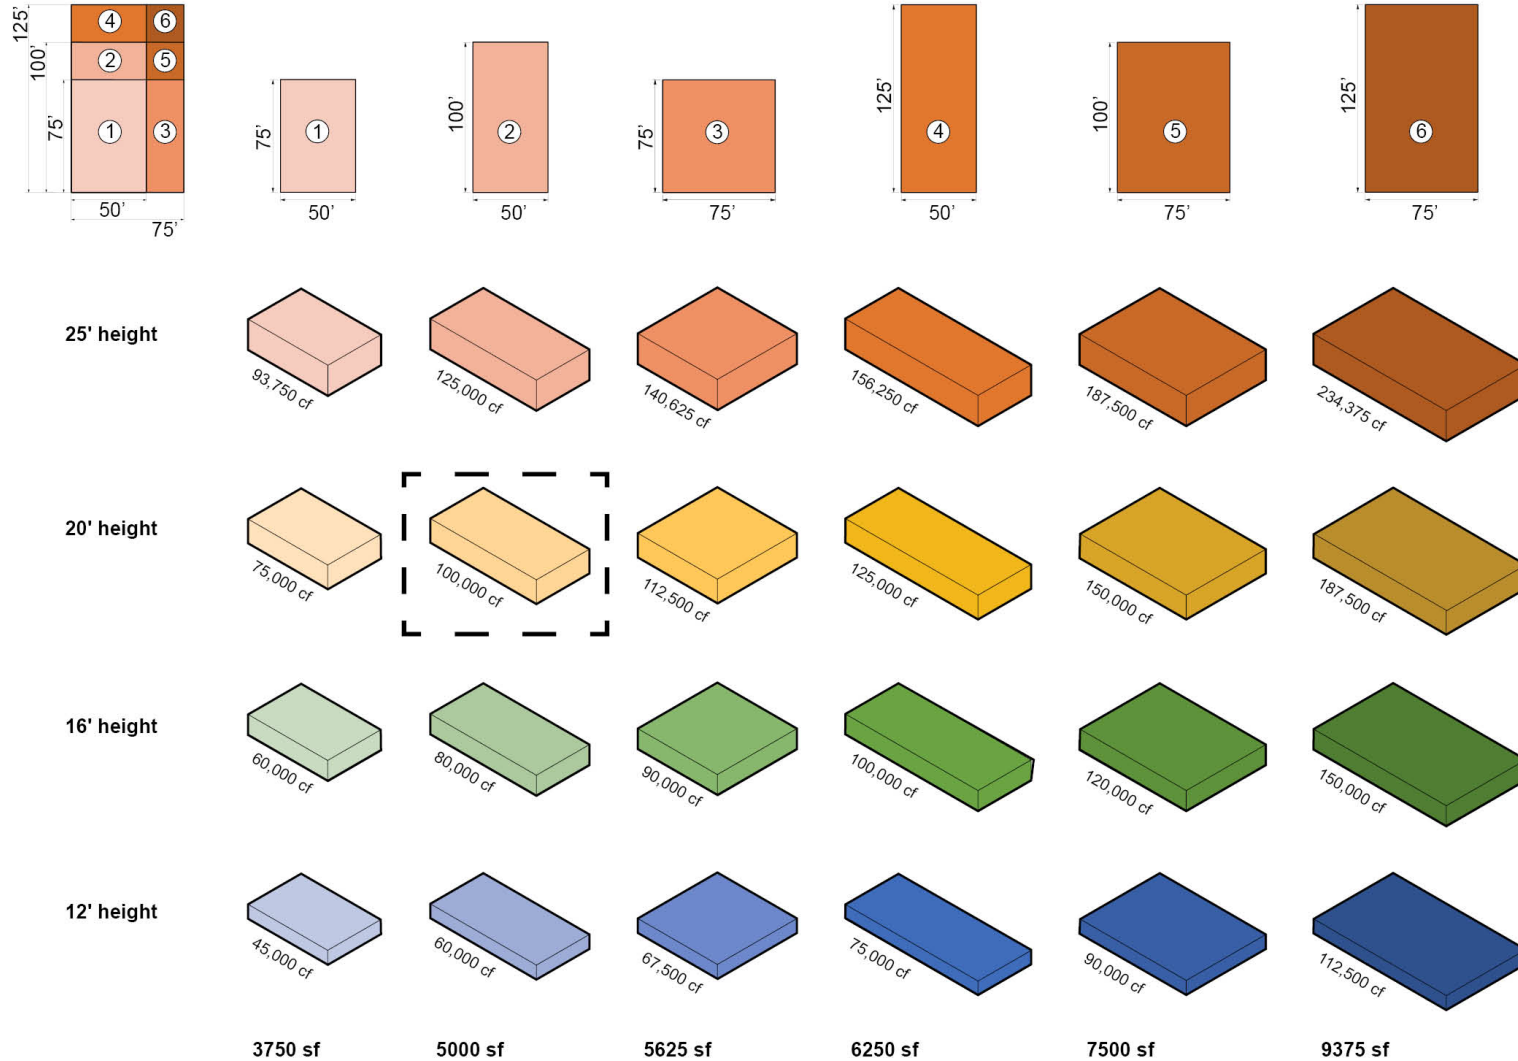 125'
100'
75'
4
6
2
5
1
3
50'
75'
75'
1
50'
100'
2
50'
75'
3
75'
125'
4
50'
100'
5
75'
125'
6
75'
25' height
93,750 cf
125,000 cf
140,625 cf
156,250 cf
187,500 cf
234,375 cf
20' height
75,000 cf
100,000 cf
112,500 cf
125,000 cf
150,000 cf
187,500 cf
16' height
60,000 cf
80,000 cf
90,000 cf
100,000 cf
120,000 cf
150,000 cf
12' height
45,000 cf
60,000 cf
67,500 cf
75,000 cf
90,000 cf
112,500 cf
3750 sf
5000 sf
5625 sf
6250 sf
7500 sf
9375 sf